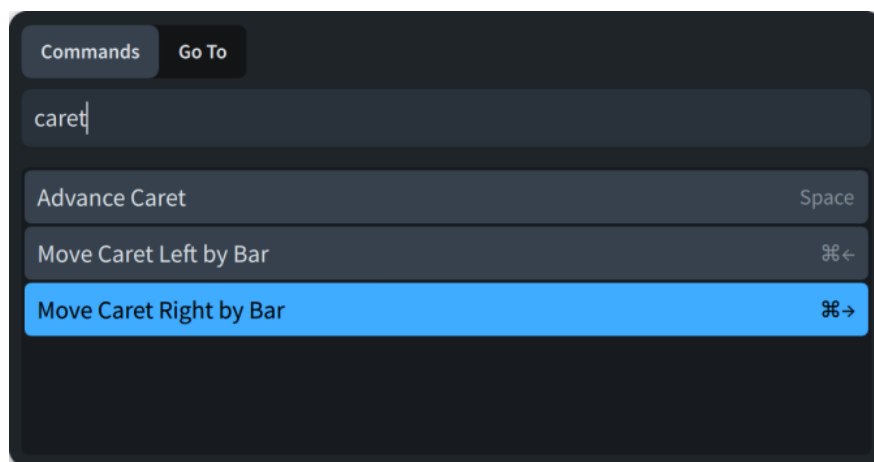 Commands Go To
caret
Advance Caret Space
Move Caret Left by Bar ⌘←
Move Caret Right by Bar ⌘→